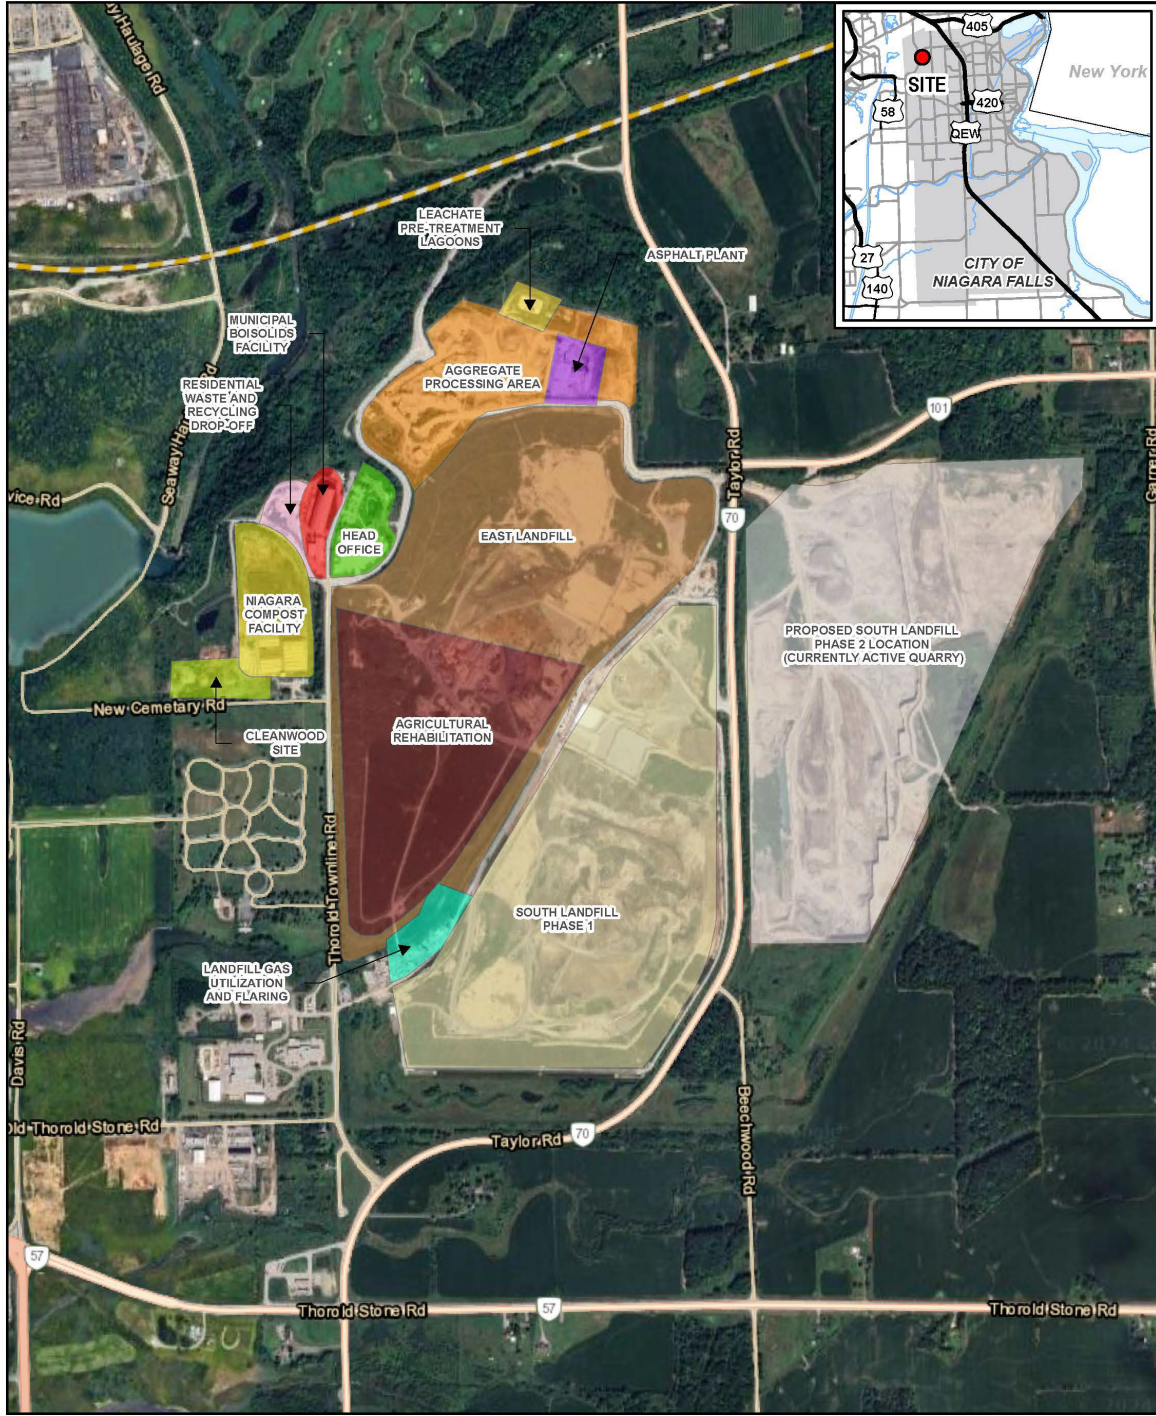 405
New York
SITE
58
420
QEW
27
140
CITY OF
NIAGARA FALLS
Haulage Rd
LEACHATE
PRE-TREATMENT
LAGOONS
ASPHALT PLANT
MUNICIPAL
BOISOLIDS
FACILITY
RESIDENTIAL
WASTE AND
RECYCLING
DROP-OFF
AGGREGATE
PROCESSING AREA
101
Taylor Rd
Garner Rd
Seaway Ha
Rd
vice Rd
70
HEAD
OFFICE
EAST LANDFILL
NIAGARA
COMPOST
FACILITY
PROPOSED SOUTH LANDFILL
PHASE 2 LOCATION
(CURRENTLY ACTIVE QUARRY)
New Cemetary Rd
CLEANWOOD
SITE
AGRICULTURAL
REHABILITATION
Thorold Townline Rd
SOUTH LANDFILL
PHASE 1
LANDFILL GAS
UTILIZATION
AND FLARING
Davis Rd
Old Thorold Stone Rd
Taylor Rd
70
Beechwood Rd
57
Thorold Stone Rd
57
Thorold Stone Rd